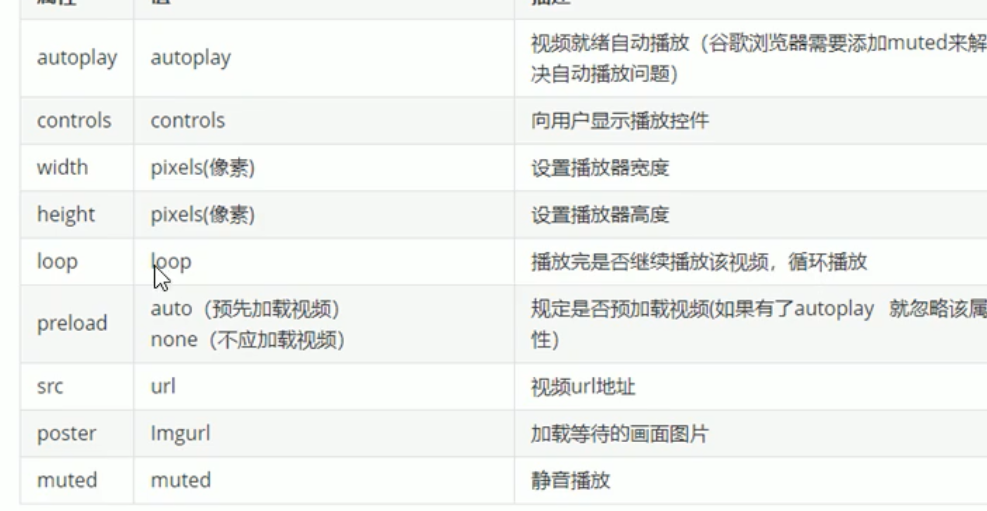 属性 值 描述
autoplay autoplay 视频就绪自动播放（谷歌浏览器需要添加muted来解
决自动播放问题）
controls controls 向用户显示播放控件
width pixels(像素) 设置播放器宽度
height pixels(像素) 设置播放器高度
loop loop 播放完是否继续播放该视频，循环播放
preload auto（预先加载视频）
none（不应加载视频） 规定是否预加载视频(如果有了autoplay 就忽略该属
性）
src url 视频url地址
poster Imgurl 加载等待的画面图片
muted muted 静音播放